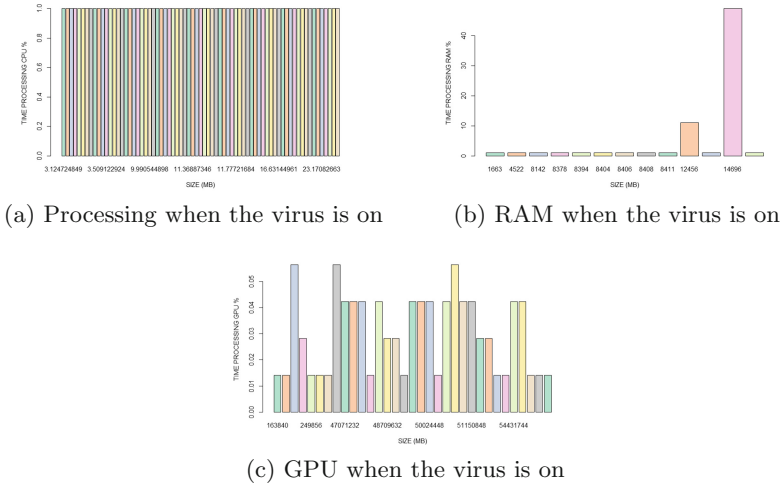 TIME PROCESSING CPU %
0.0 0.2 0.4 0.6 0.8 1.0
3.124724849 3.509122924 9.990544898 11.36887346 11.77721684 16.63144961 23.17082663
SIZE (MB)
(a) Processing when the virus is on
TIME PROCESSING RAM %
0 10 20 30 40
1663 4522 8142 8378 8394 8404 8406 8408 8411 12456 14696
SIZE (MB)
(b) RAM when the virus is on
TIME PROCESSING GPU %
0.00 0.01 0.02 0.03 0.04 0.05
163840 249856 47071232 48709632 50024448 51150848 54431744
SIZE (MB)
(c) GPU when the virus is on